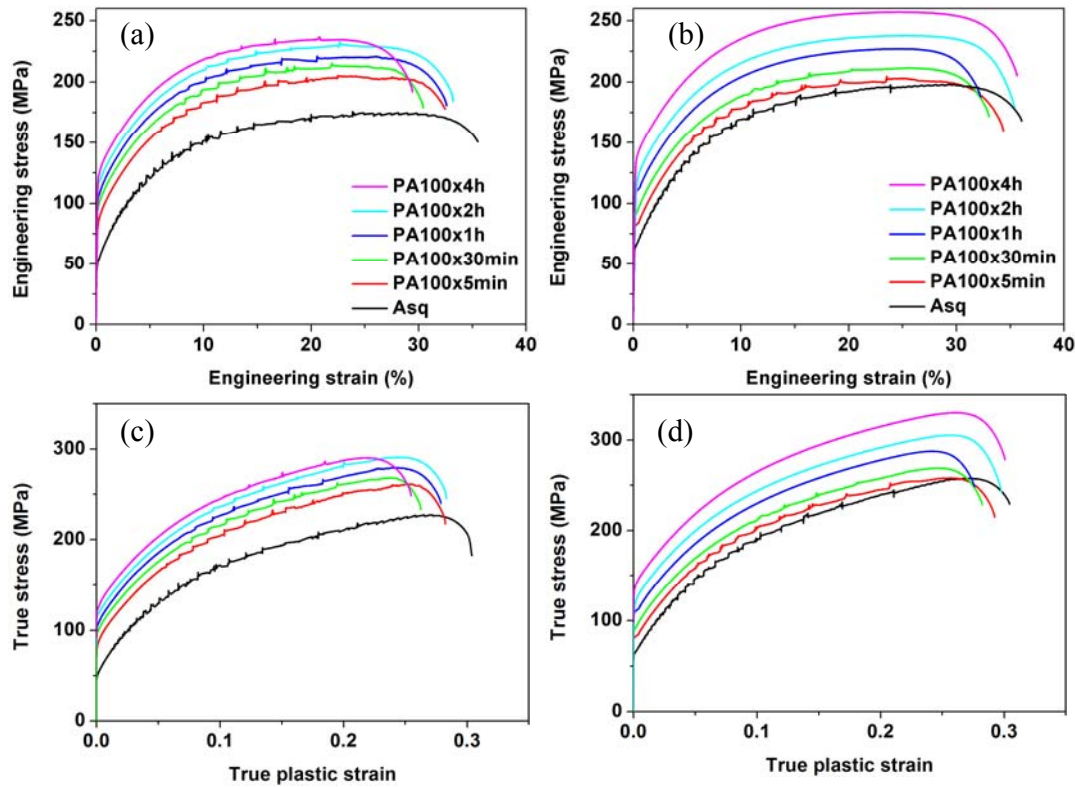 (a)
Engineering stress (MPa)
250
200
150
100
50
0
PA100x4h
PA100x2h
PA100x1h
PA100x30min
PA100x5min
Asq
0 10 20 30 40
Engineering strain (%)
(b)
Engineering stress (MPa)
250
200
150
100
50
0
PA100x4h
PA100x2h
PA100x1h
PA100x30min
PA100x5min
Asq
0 10 20 30 40
Engineering strain (%)
(c)
True stress (MPa)
300
200
100
0
0.0 0.1 0.2 0.3
True plastic strain
(d)
True stress (MPa)
300
200
100
0
0.0 0.1 0.2 0.3
True plastic strain